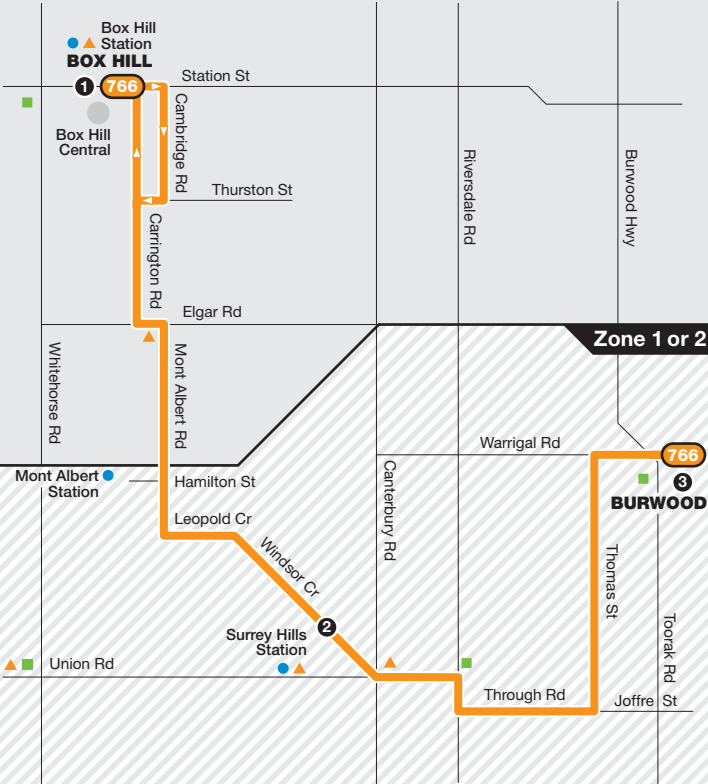 Box Hill
Station
BOX HILL
1
766
Station St
Box Hill
Central
Cambridge Rd
Thurston St
Riversdale Rd
Burwood Hwy
Carrington Rd
Elgar Rd
Zone 1 or 2
Whitehorse Rd
Mont Albert Rd
Warrigal Rd
766
3
BURWOOD
Mont Albert
Station
Hamilton St
Canterbury Rd
Leopold Cr
Windsor Cr
Thomas St
2
Surrey Hills
Station
Toorak Rd
Union Rd
Through Rd
Joffre St